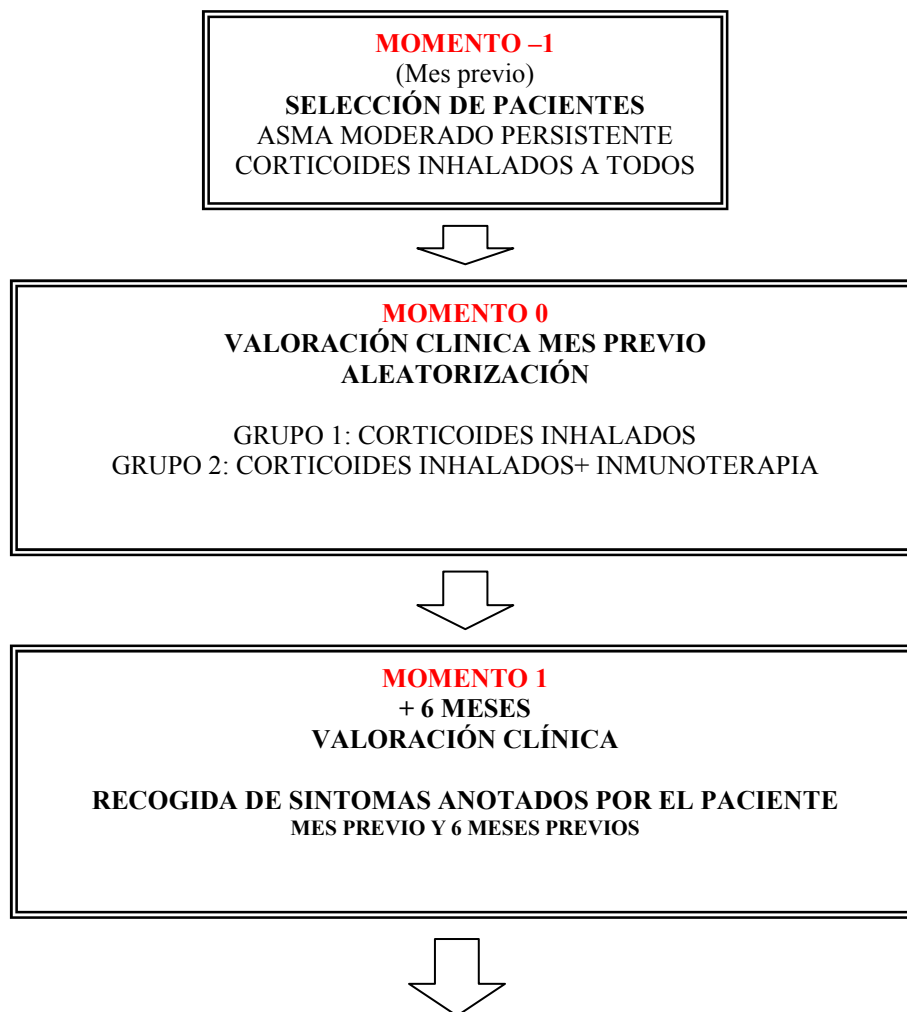 MOMENTO –1
(Mes previo)
SELECCIÓN DE PACIENTES
ASMA MODERADO PERSISTENTE
CORTICOIDES INHALADOS A TODOS
MOMENTO 0
VALORACIÓN CLINICA MES PREVIO
ALEATORIZACIÓN
GRUPO 1: CORTICOIDES INHALADOS
GRUPO 2: CORTICOIDES INHALADOS+ INMUNOTERAPIA
MOMENTO 1
+ 6 MESES
VALORACIÓN CLÍNICA
RECOGIDA DE SINTOMAS ANOTADOS POR EL PACIENTE
MES PREVIO Y 6 MESES PREVIOS